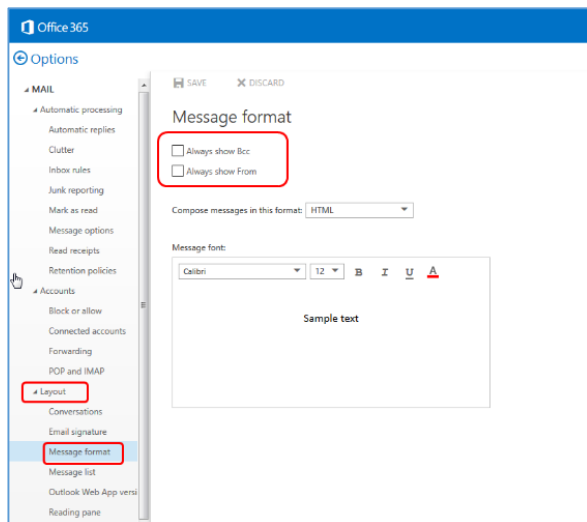 Office 365
Options
MAIL
Automatic processing
Automatic replies
Clutter
Inbox rules
Junk reporting
Mark as read
Message options
Read receipts
Retention policies
Accounts
Block or allow
Connected accounts
Forwarding
POP and IMAP
Layout
Conversations
Email signature
Message format
Message list
Outlook Web App versi
Reading pane
SAVE DISCARD
Message format
Always show Bcc
Always show From
Compose messages in this format: HTML
Message font:
Calibri 12 B I U A
Sample text